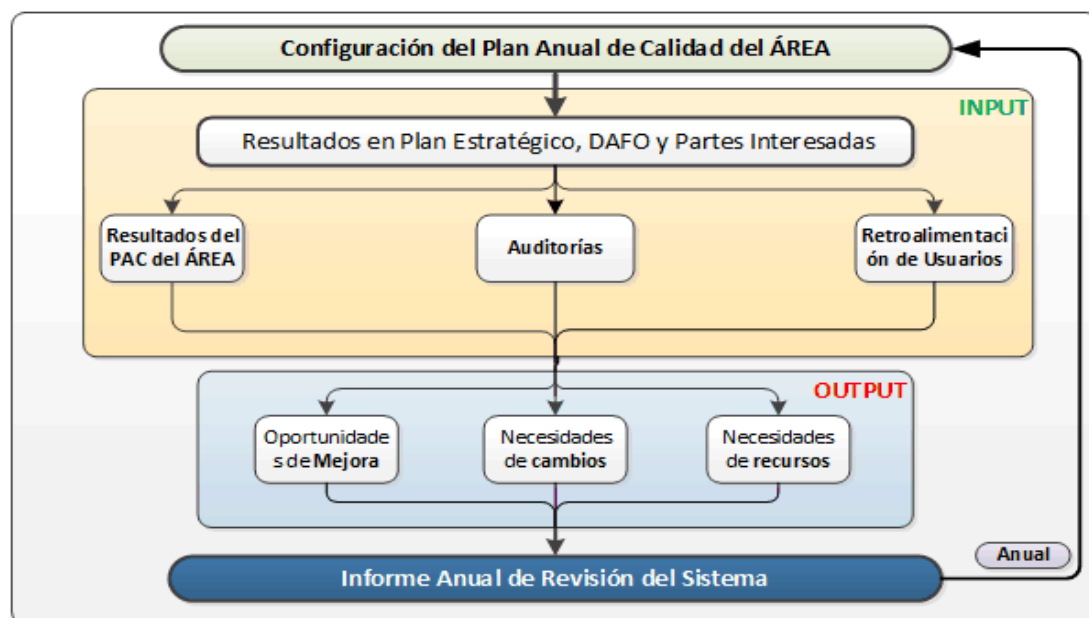 Configuración del Plan Anual de Calidad del ÁREA
INPUT
Resultados en Plan Estratégico, DAFO y Partes Interesadas
Resultados del
PAC del ÁREA
Auditorías
Retroalimentaci
ón de Usuarios
OUTPUT
Oportunidade
s de Mejora
Necesidades
de cambios
Necesidades
de recursos
Anual
Informe Anual de Revisión del Sistema